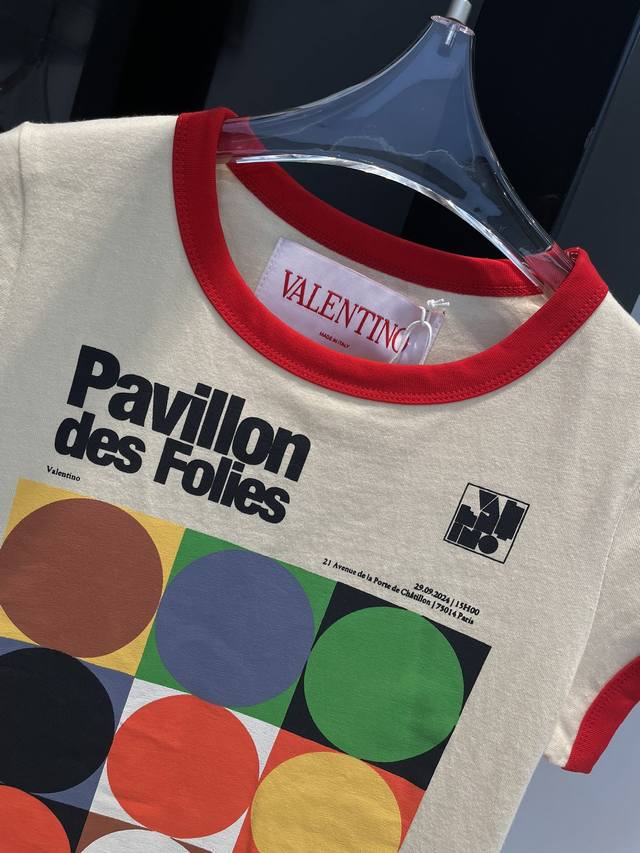 VALENTINO
MADE IN ITALY
Pavillon
des Folies
Valentino
VALENTINO
29.09.2024 | 15H00
21 Avenue de la Porte de Châtillon | 75014 Paris